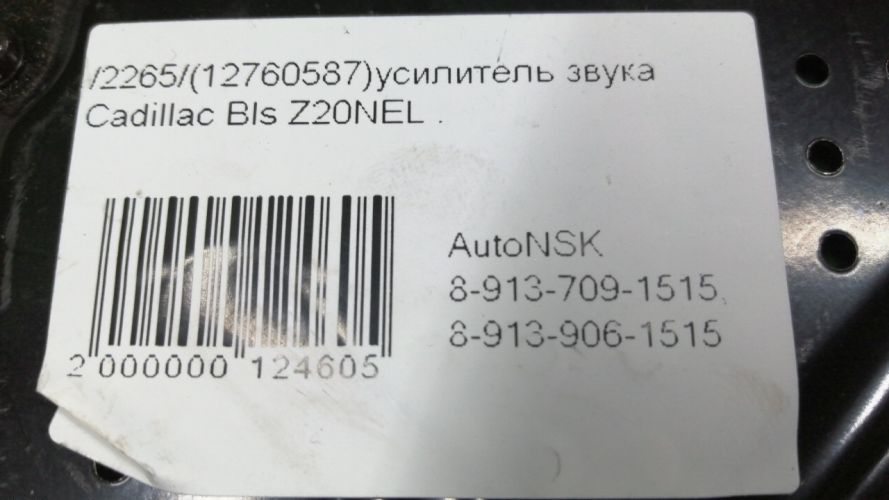 ./2265/(12760587)усилитель звука
Cadillac Bls Z20NEL .
AutoNSK
8-913-709-1515,
8-913-906-1515
2 000000 124605